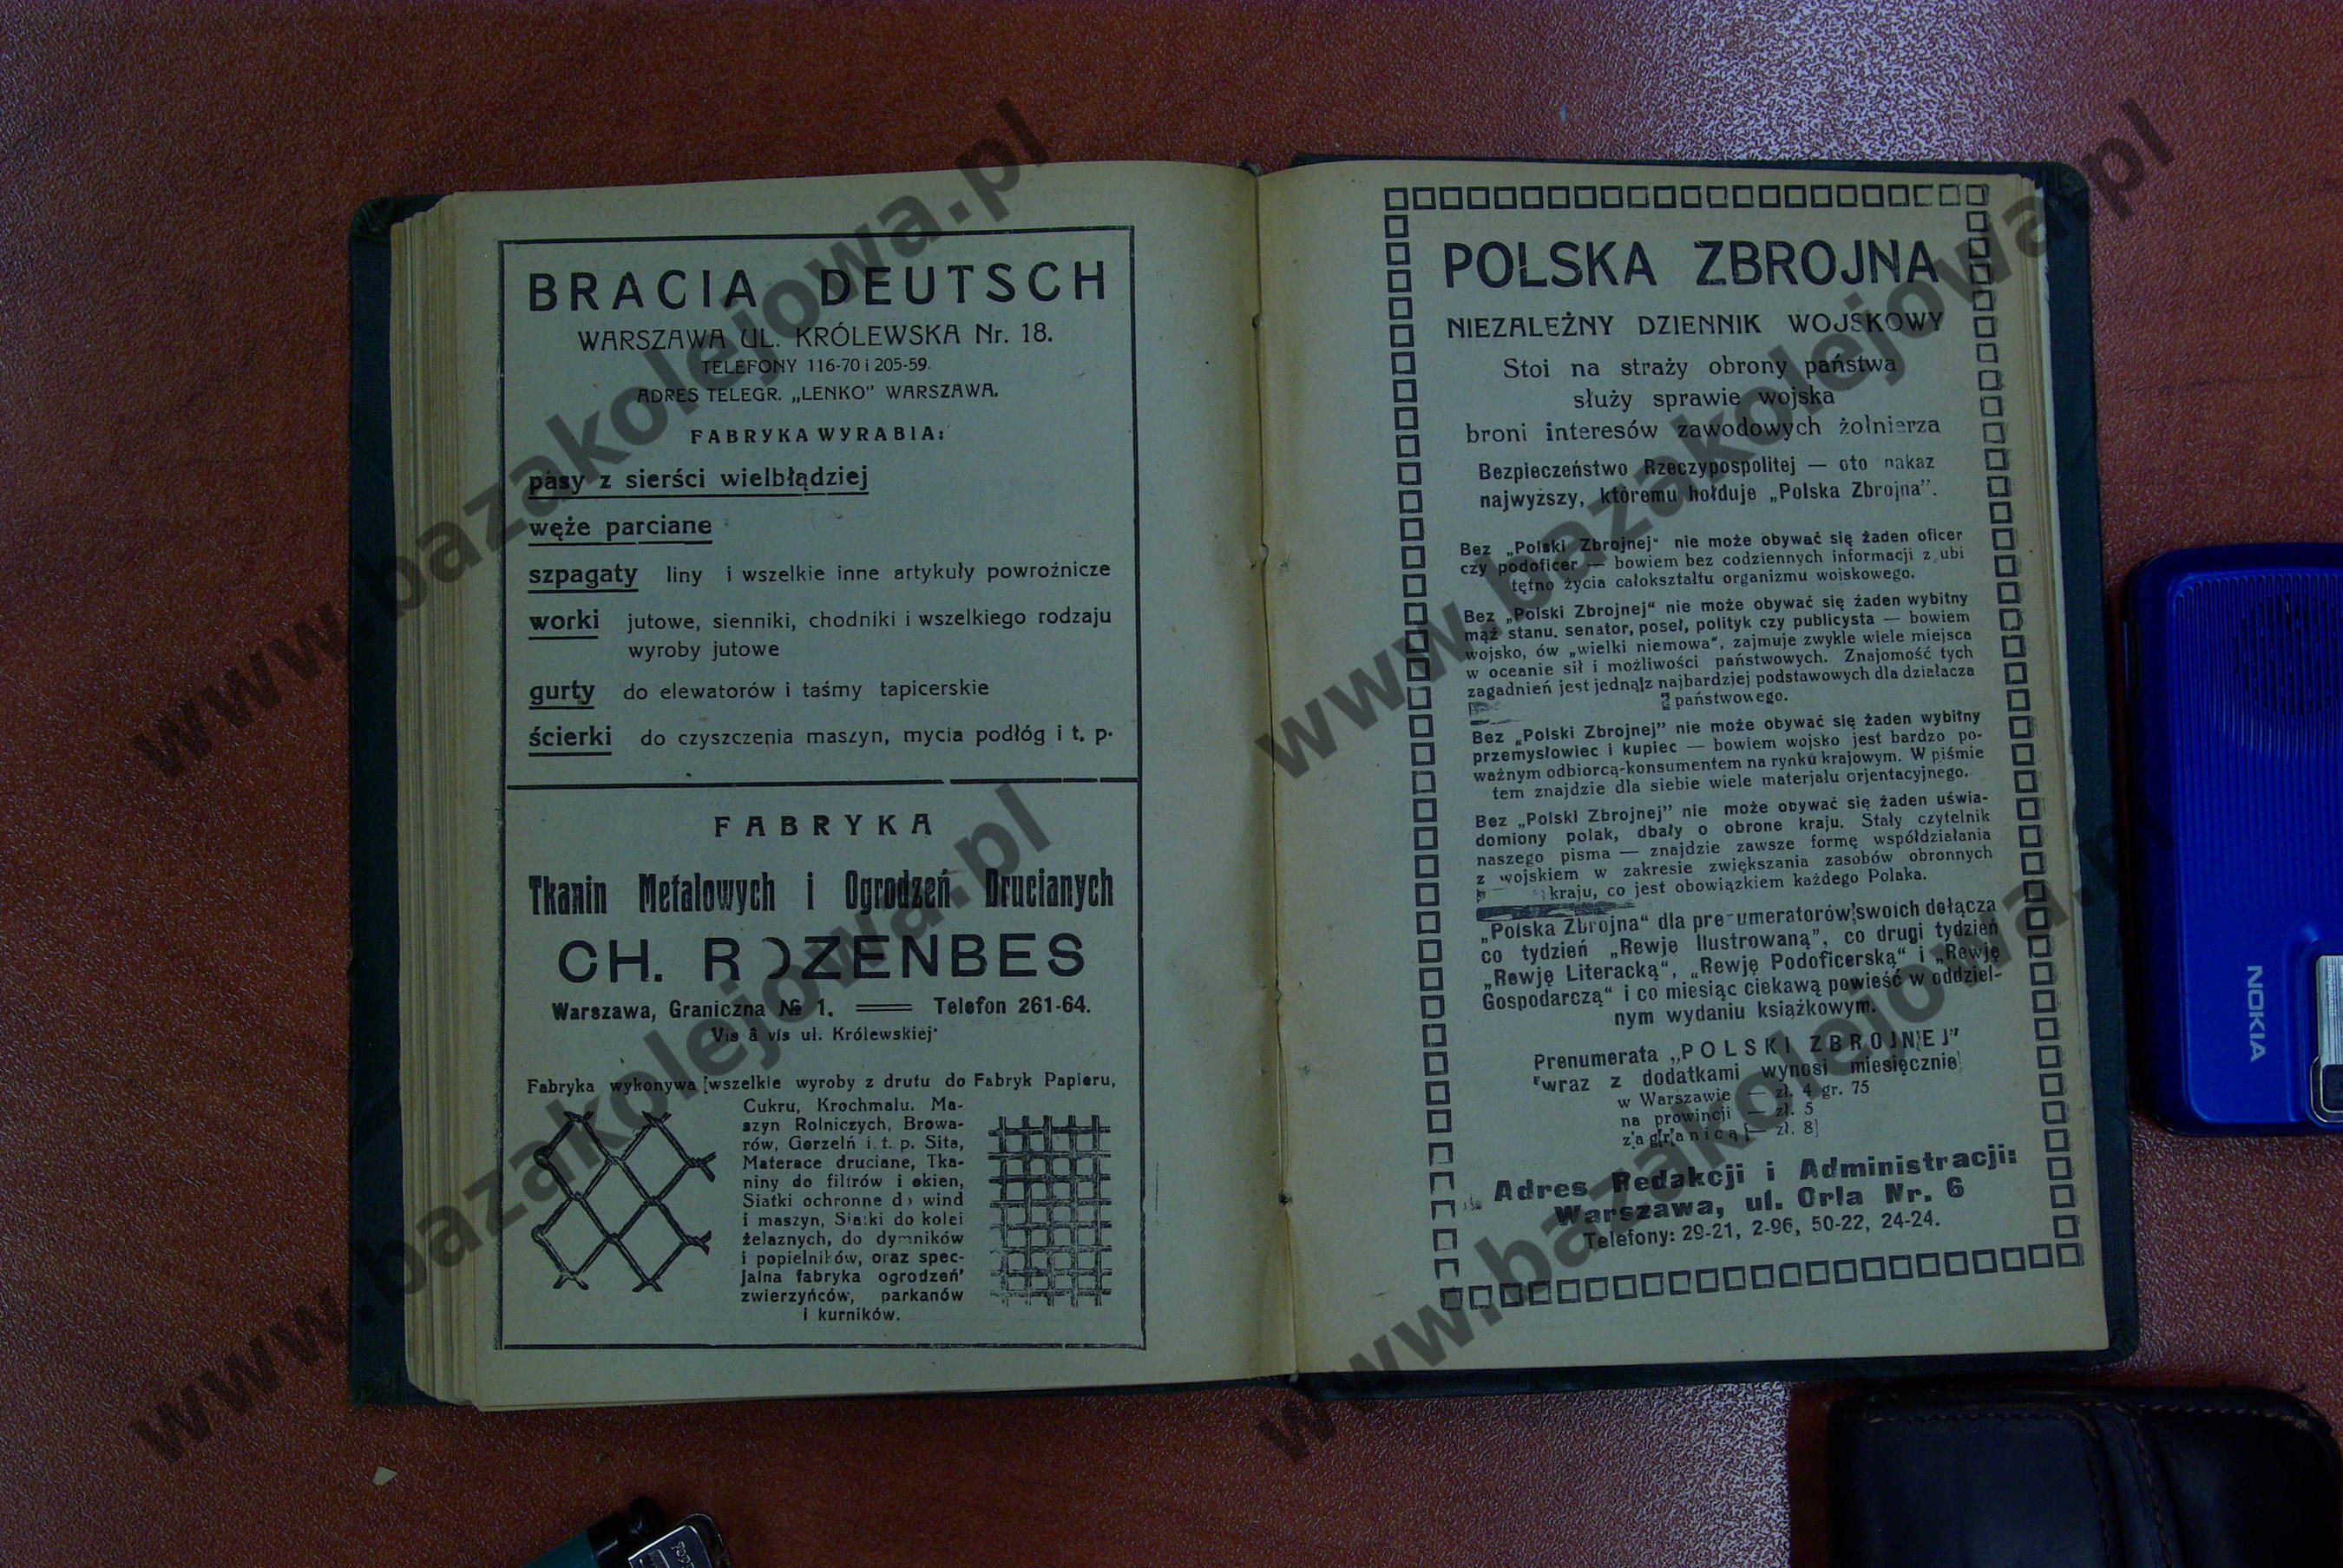 BRACIA DEUTSCH
WARSZAWA UL. KRÓLEWSKA Nr. 18.
TELEFONY 116-70 i 205-59.
ADRES TELEGR. „LENKO” WARSZAWA.
FABRYKA WYRABIA:
pasy z sierści wielbłądziej
węże parciane
szpagaty liny i wszelkie inne artykuły powroźnicze
worki jutowe, sienniki, chodniki i wszelkiego rodzaju
wyroby jutowe
gurty do elewatorów i taśmy tapicerskie
ścierki do czyszczenia maszyn, mycia podłóg i t. p.
FABRYKA
Tkanin Metalowych i Ogrodzeń Drucianych
CH. ROZENBES
Warszawa, Graniczna № 1. Telefon 261-64.
Vis â vis ul. Królewskiej
Fabryka wykonywa wszelkie wyroby z drutu do Fabryk Papieru,
Cukru, Krochmalu. Ma-
szyn Rolniczych, Browa-
rów, Gorzelń i t. p. Sita,
Materace druciane, Tka-
niny do filtrów i okien,
Siatki ochronne do wind
i maszyn, Siatki do kolei
żelaznych, do dymników
i popielników, oraz spec-
jalna fabryka ogrodzeń
zwierzyńców, parkanów
i kurników.
POLSKA ZBROJNA
NIEZALEŻNY DZIENNIK WOJSKOWY
Stoi na straży obrony państwa
służy sprawie wojska
broni interesów zawodowych żołnierza
Bezpieczeństwo Rzeczypospolitej — oto nakaz
najwyższy, któremu hołduje „Polska Zbrojna”.
Bez „Polski Zbrojnej“ nie może obywać się żaden oficer
czy podoficer — bowiem bez codziennych informacji zgubi
tętno życia całokształtu organizmu wojskowego.
Bez „Polski Zbrojnej“ nie może obywać się żaden wybitny
mąż stanu, senator, poseł, polityk czy publicysta — bowiem
wojsko, ów „wielki niemowa“, zajmuje zwykle wiele miejsca
w oceanie sił i możliwości państwowych. Znajomość tych
zagadnień jest jedną z najbardziej podstawowych dla działacza
państwowego.
Bez „Polski Zbrojnej” nie może obywać się żaden wybitny
przemysłowiec i kupiec — bowiem wojsko jest bardzo po-
ważnym odbiorcą-konsumentem na rynku krajowym. W piśmie
tem znajdzie dla siebie wiele materjalu orjentacyjnego.
Bez „Polski Zbrojnej” nie może obywać się żaden uświa-
domiony polak, dbały o obrone kraju. Stały czytelnik
naszego pisma — znajdzie zawsze formę współdziałania
z wojskiem w zakresie zwiększania zasobów obronnych
kraju, co jest obowiązkiem każdego Polaka.
„Polska Zbrojna“ dla prenumeratorów swoich dołącza
co tydzień „Rewję Ilustrowaną”, co drugi tydzień
„Rewję Literacką“, „Rewję Podoficerską“ i „Rewję
Gospodarczą“ i co miesiąc ciekawą powieść w oddziel-
nym wydaniu książkowym.
Prenumerata „POLSKI ZBROJNEJ”
wraz z dodatkami wynosi miesięcznie
w Warszawie — zł. 4 gr. 75
na prowincji — zł. 5
zagranicą — zł. 8
Adres Redakcji i Administracji:
Warszawa, ul. Orla Nr. 6
Telefony: 29-21, 2-96, 50-22, 24-24.
NOKIA
www.bazakolejowa.pl
www.bazakolejowa.pl
www.bazakolejowa.pl
www.bazakolejowa.pl